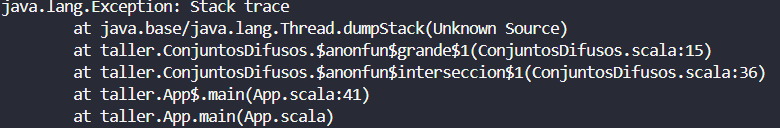 java.lang.Exception: Stack trace
at java.base/java.lang.Thread.dumpStack(Unknown Source)
at taller.ConjuntosDifusos.$anonfun$grande$1(ConjuntosDifusos.scala:15)
at taller.ConjuntosDifusos.$anonfun$interseccion$1(ConjuntosDifusos.scala:36)
at taller.App$.main(App.scala:41)
at taller.App.main(App.scala)